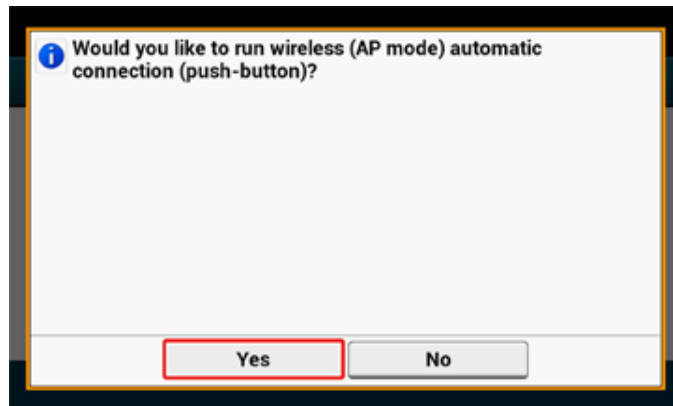 Would you like to run wireless (AP mode) automatic
connection (push-button)?
Yes
No